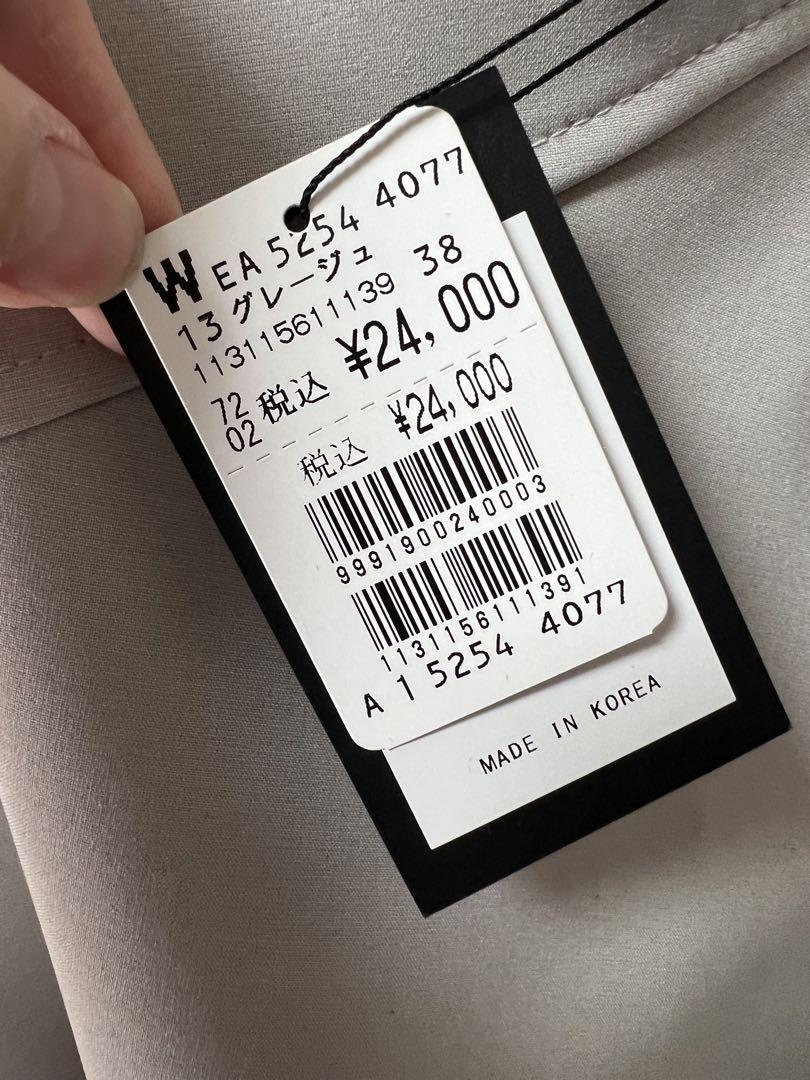 W EA 5254 4077
13 グレージュ
113115611139 38
72 02 税込 ¥24,000
税込 ¥24,000
9991900240003
1131156111391
A 1 5254 4077
MADE IN KOREA